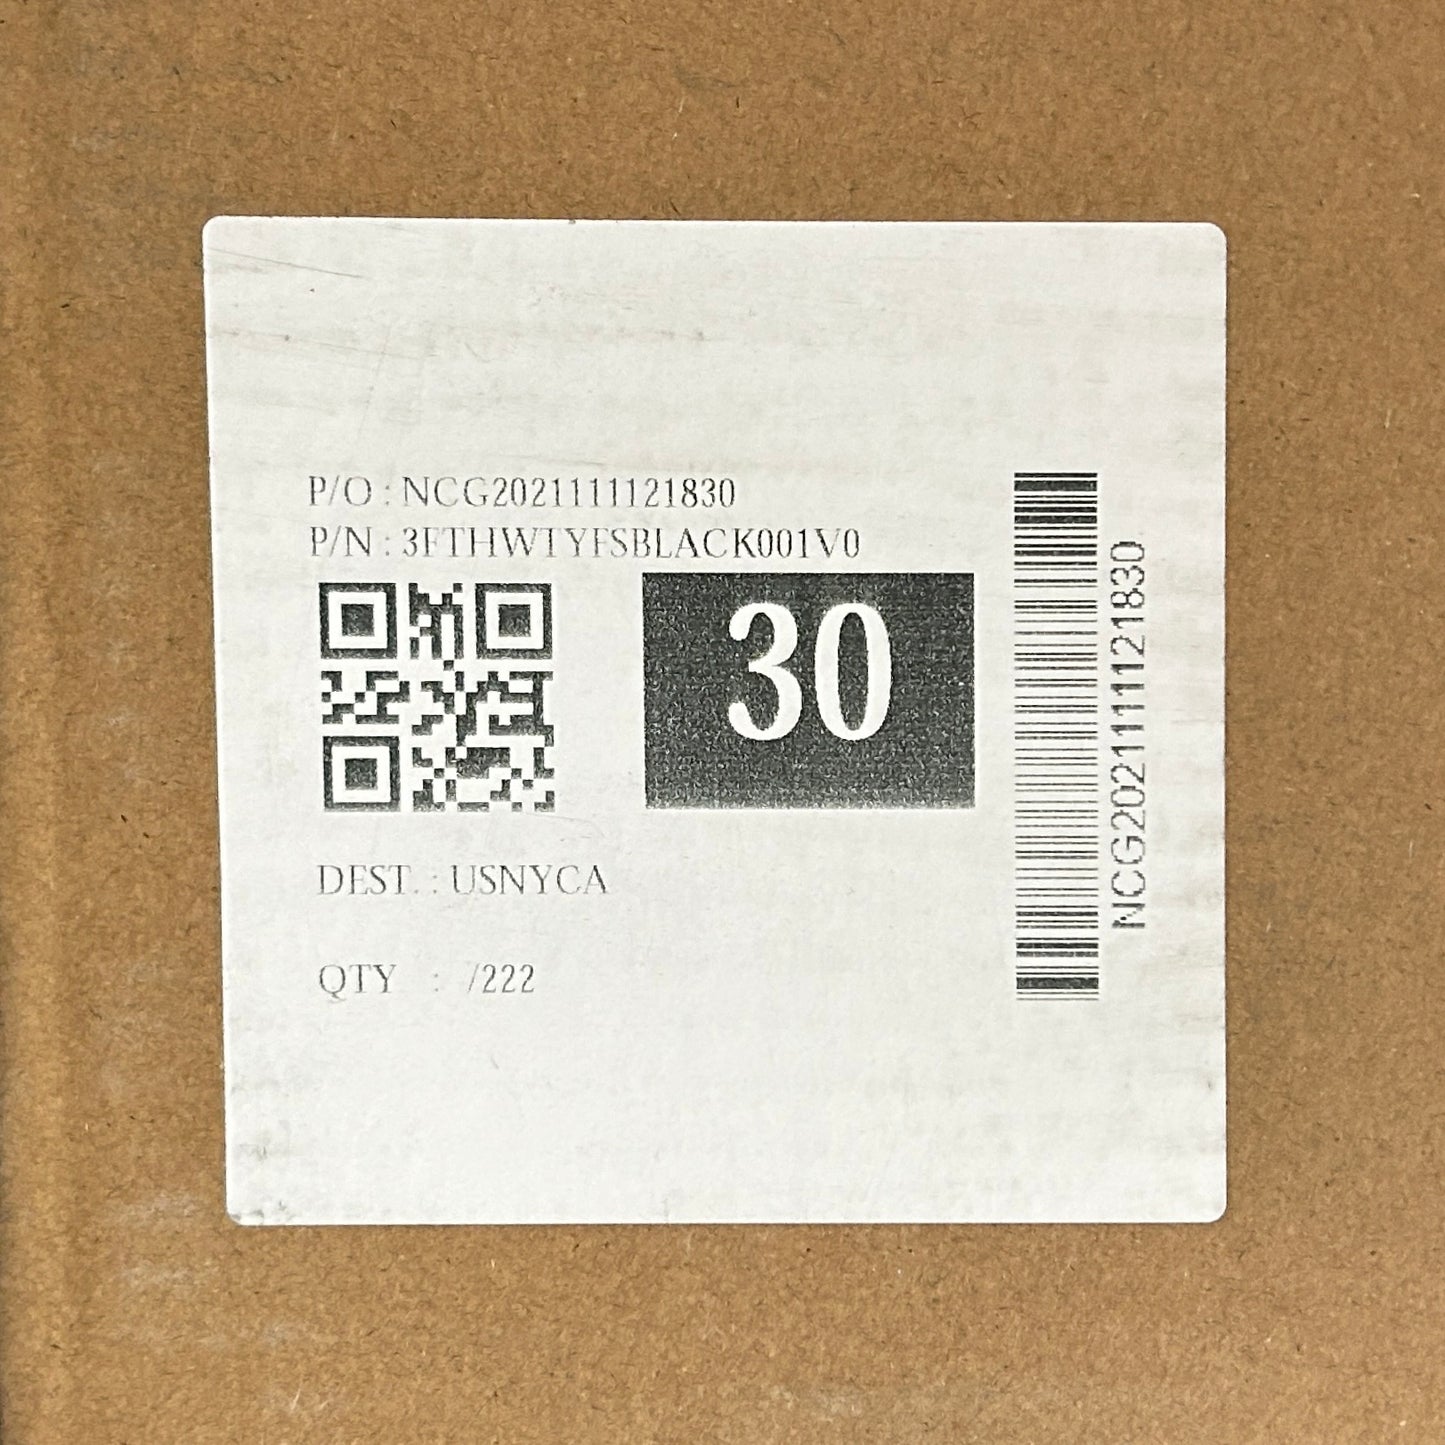 P/O : NCG2021111121830
P/N : 3FTHWTYFSBLACK001V0
30
DEST. : USNYCA
QTY : /222
NCG2021111121830